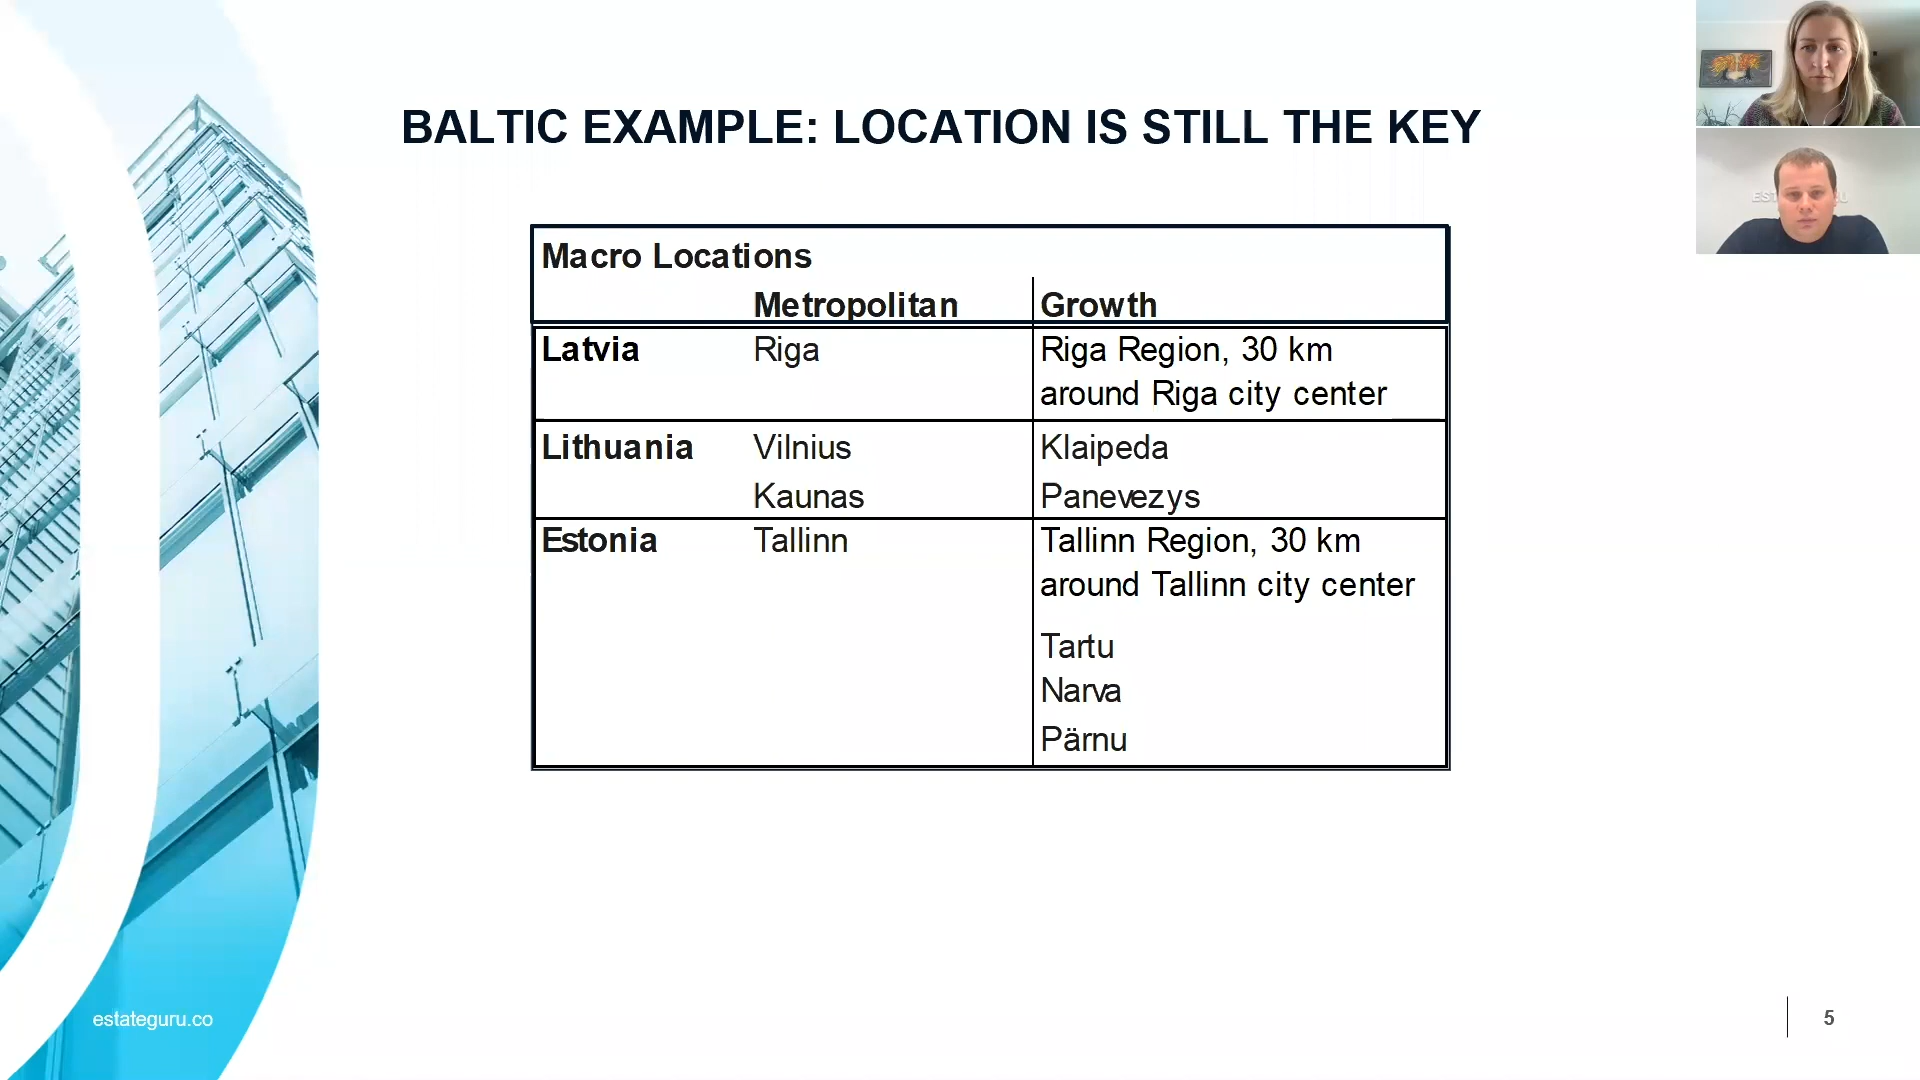 BALTIC EXAMPLE: LOCATION IS STILL THE KEY
Macro Locations
Metropolitan Growth
Latvia Riga Riga Region, 30 km
around Riga city center
Lithuania Vilnius Klaipeda
Kaunas Panevezys
Estonia Tallinn Tallinn Region, 30 km
around Tallinn city center
Tartu
Narva
Pärnu
estateguru.co
5